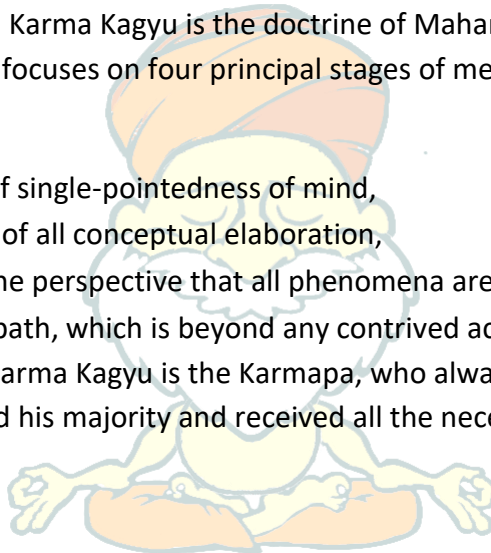 Karma Kagyu is the doctrine of Maha
focuses on four principal stages of me
f single-pointedness of mind,
of all conceptual elaboration,
he perspective that all phenomena are
path, which is beyond any contrived ac
arma Kagyu is the Karmapa, who alwa
d his majority and received all the nece